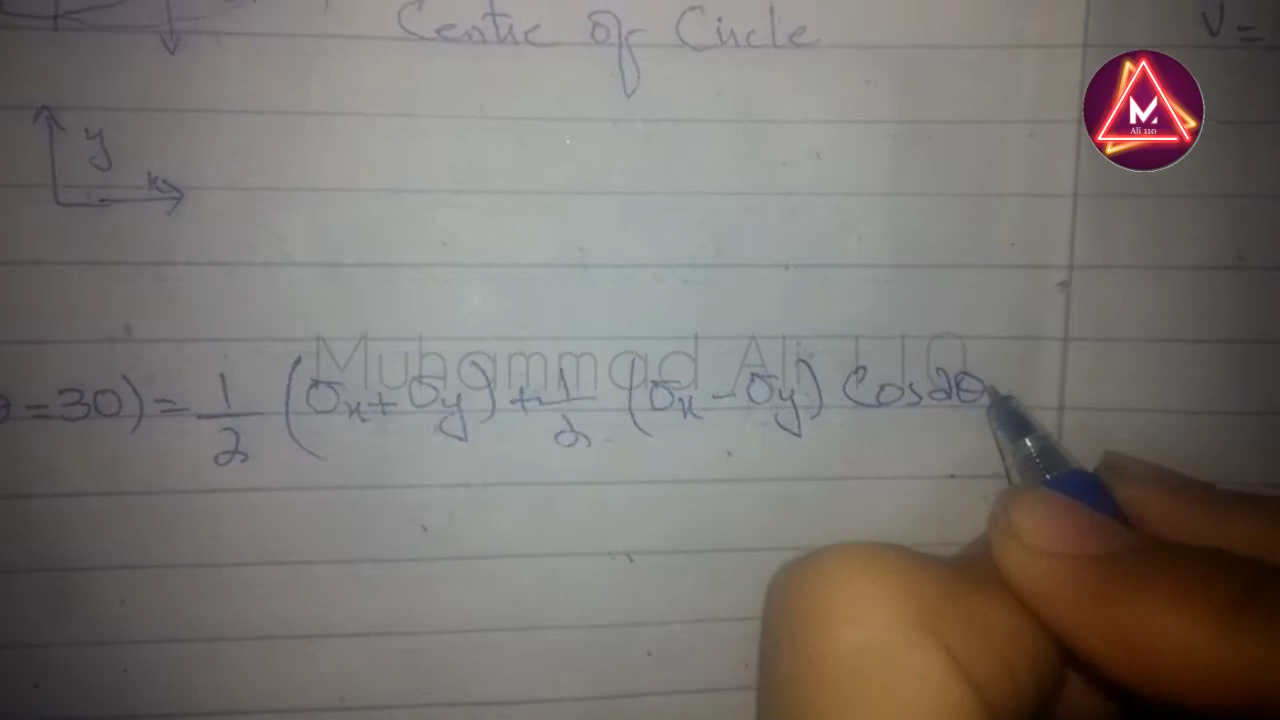 Centre of Circle
V=
M
Ali 110
y
x
Muhammad Ali 110
θ=30)= 1/2 (σx+σy)+1/2 (σx-σy) Cos2θ